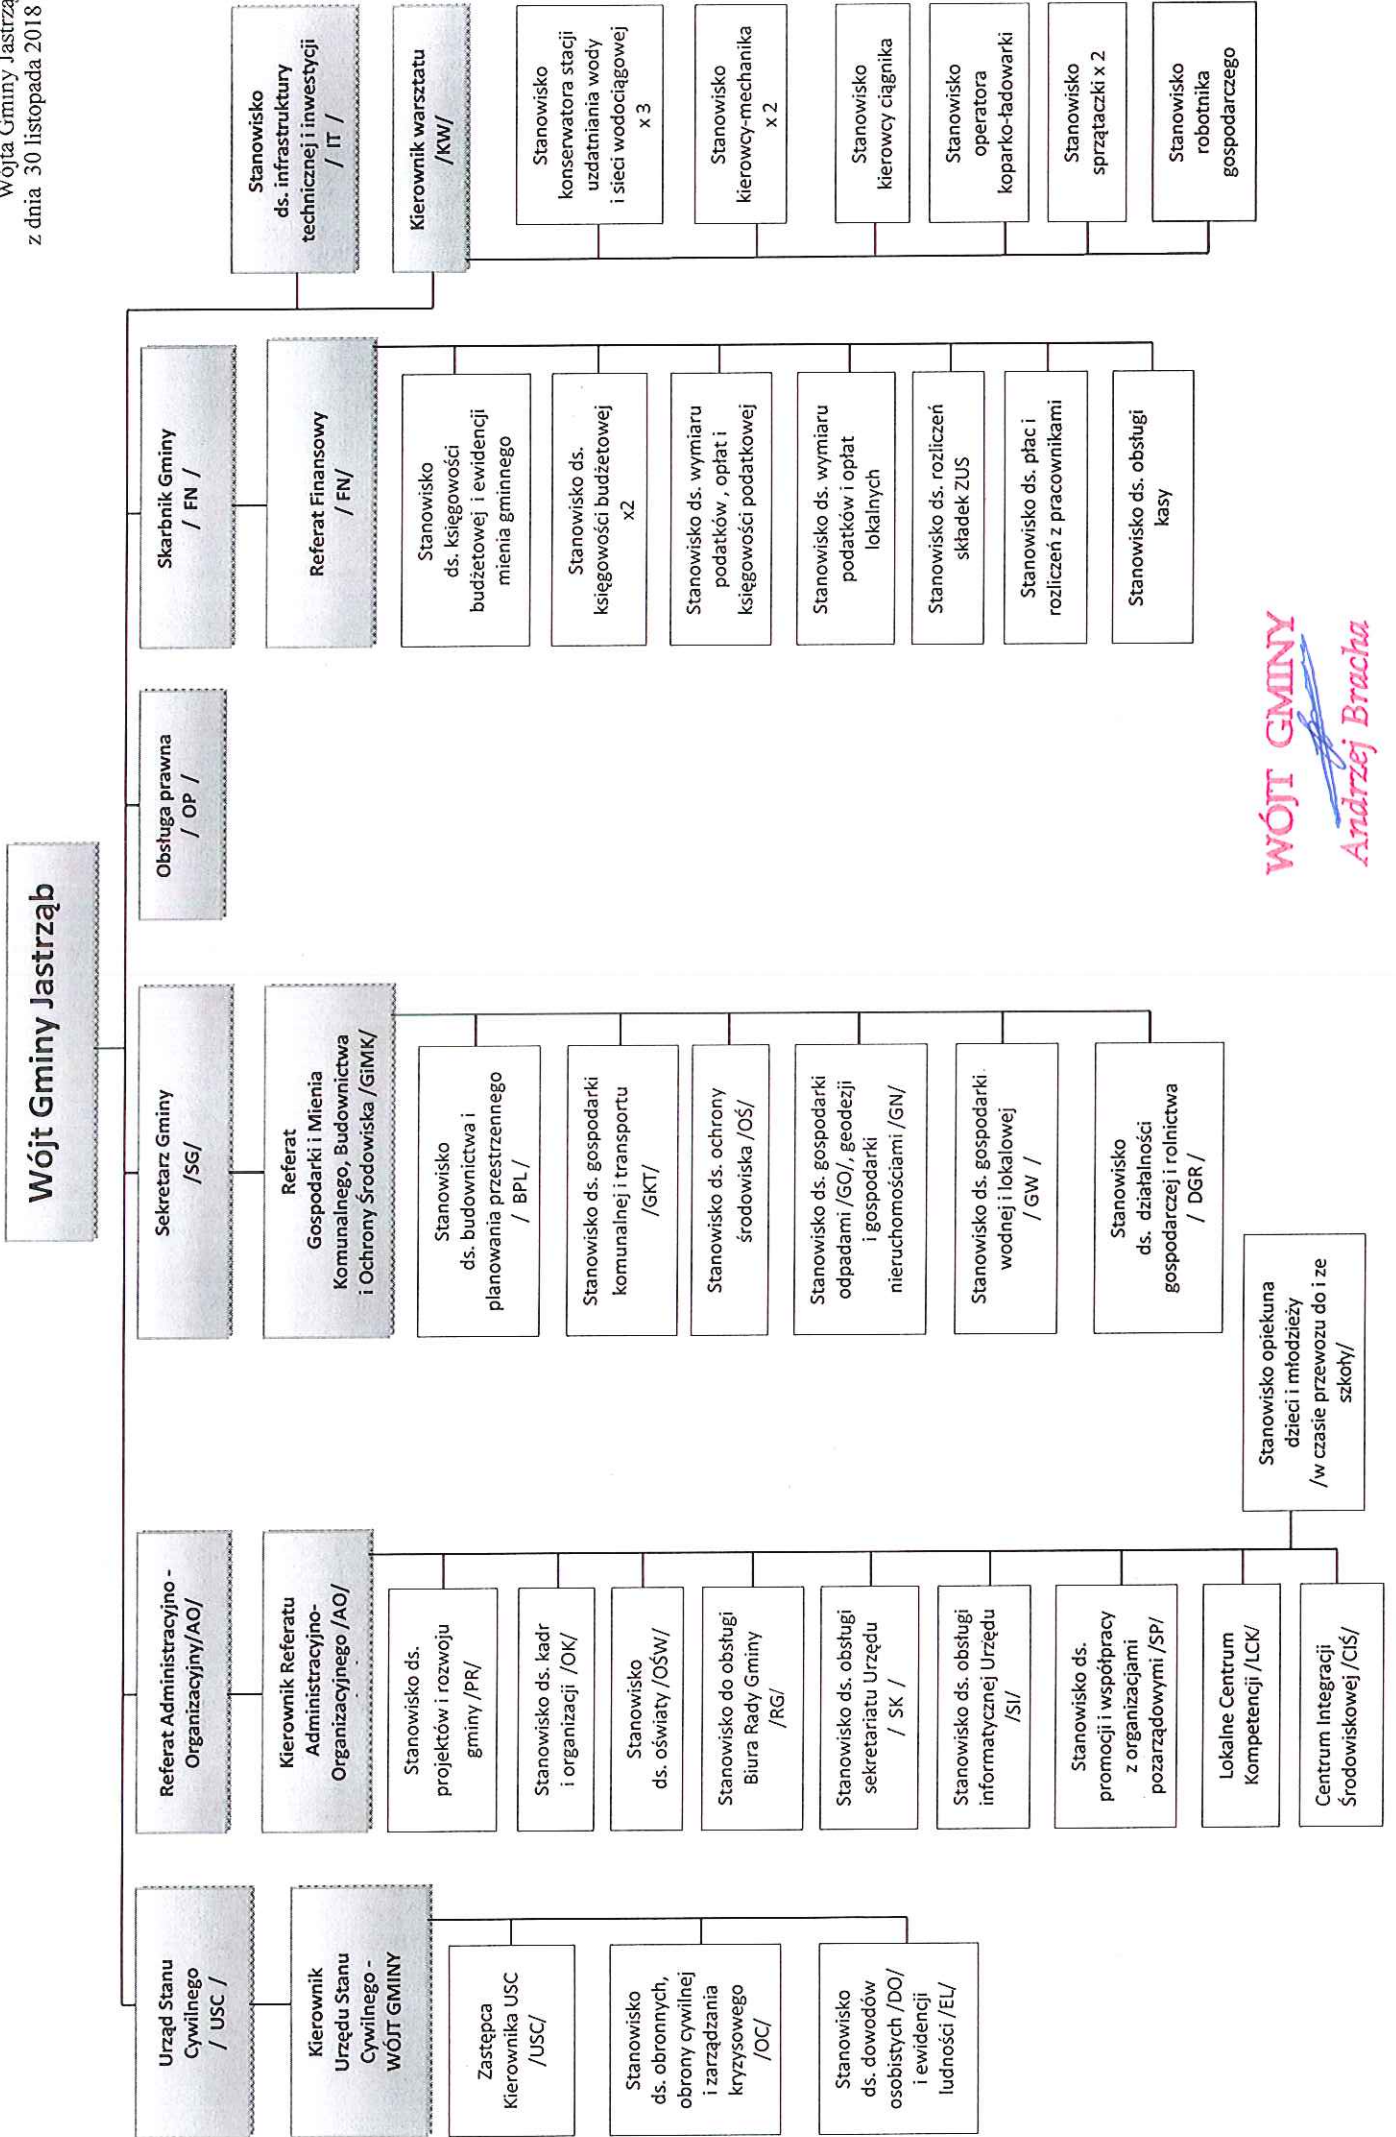 Wójta Gminy Jastrzą
z dnia 30 listopada 2018
Wójt Gminy Jastrząb
Urząd Stanu
Cywilnego
/ USC /
Kierownik
Urzędu Stanu
Cywilnego -
WÓJT GMINY
Zastępca
Kierownika USC
/USC/
Stanowisko
ds. obronnych,
obrony cywilnej
i zarządzania
kryzysowego
/OC/
Stanowisko
ds. dowodów
osobistych /DO/
i ewidencji
ludności /EL/
Referat Administracyjno -
Organizacyjny/AO/
Kierownik Referatu
Administracyjno-
Organizacyjnego /AO/
Stanowisko ds.
projektów i rozwoju
gminy /PR/
Stanowisko ds. kadr
i organizacji /OK/
Stanowisko
ds. oświaty /OŚW/
Stanowisko do obsługi
Biura Rady Gminy
/RG/
Stanowisko ds. obsługi
sekretariatu Urzędu
/ SK /
Stanowisko ds. obsługi
informatycznej Urzędu
/SI/
Stanowisko ds.
promocji i współpracy
z organizacjami
pozarządowymi /SP/
Lokalne Centrum
Kompetencji /LCK/
Centrum Integracji
Środowiskowej /CIŚ/
Stanowisko opiekuna
dzieci i młodzieży
/w czasie przewozu do i ze
szkoły/
Sekretarz Gminy
/SG/
Referat
Gospodarki i Mienia
Komunalnego, Budownictwa
i Ochrony Środowiska /GiMK/
Stanowisko
ds. budownictwa i
planowania przestrzennego
/ BPL /
Stanowisko ds. gospodarki
komunalnej i transportu
/GKT/
Stanowisko ds. ochrony
środowiska /OŚ/
Stanowisko ds. gospodarki
odpadami /GO/, geodezji
i gospodarki
nieruchomościami /GN/
Stanowisko ds. gospodarki
wodnej i lokalowej
/ GW /
Stanowisko
ds. działalności
gospodarczej i rolnictwa
/ DGR /
Obsługa prawna
/ OP /
Skarbnik Gminy
/ FN /
Referat Finansowy
/ FN/
Stanowisko
ds. księgowości
budżetowej i ewidencji
mienia gminnego
Stanowisko ds.
księgowości budżetowej
x2
Stanowisko ds. wymiaru
podatków , opłat i
księgowości podatkowej
Stanowisko ds. wymiaru
podatków i opłat
lokalnych
Stanowisko ds. rozliczeń
składek ZUS
Stanowisko ds. płac i
rozliczeń z pracownikami
Stanowisko ds. obsługi
kasy
Stanowisko
ds. infrastruktury
technicznej i inwestycji
/ IT /
Kierownik warsztatu
/KW/
Stanowisko
konserwatora stacji
uzdatniania wody
i sieci wodociągowej
x 3
Stanowisko
kierowcy-mechanika
x 2
Stanowisko
kierowcy ciągnika
Stanowisko
operatora
koparko-ładowarki
Stanowisko
sprzątaczki x 2
Stanowisko
robotnika
gospodarczego
WÓJT GMINY
Andrzej Bracha